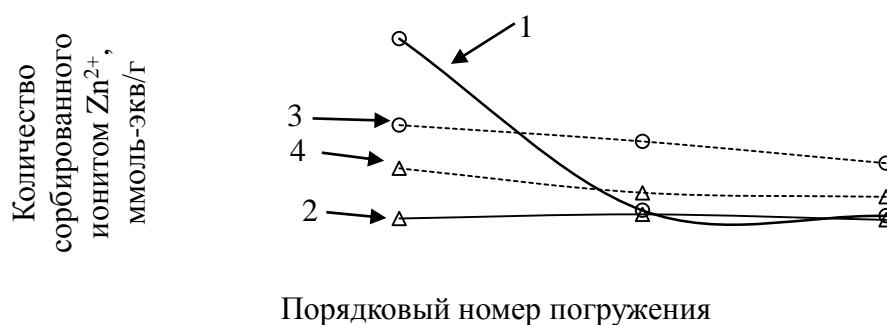 Количество
сорбированного
ионитом Zn²⁺,
ммоль-экв/г
1
3
4
2
Порядковый номер погружения